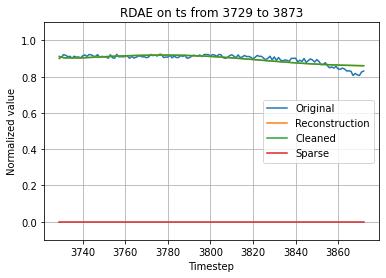 RDAE on ts from 3729 to 3873
Normalized value
1.0
0.8
0.6
0.4
0.2
0.0
Original
Reconstruction
Cleaned
Sparse
3740 3760 3780 3800 3820 3840 3860
Timestep